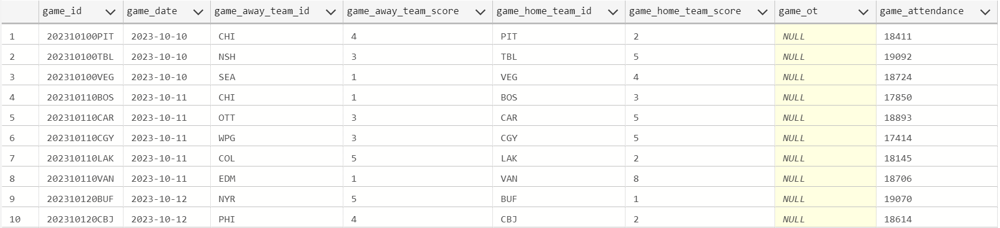 game_id game_date game_away_team_id game_away_team_score game_home_team_id game_home_team_score game_ot game_attendance
1 202310100PIT 2023-10-10 CHI 4 PIT 2 NULL 18411
2 202310100TBL 2023-10-10 NSH 3 TBL 5 NULL 19092
3 202310100VEG 2023-10-10 SEA 1 VEG 4 NULL 18724
4 202310110BOS 2023-10-11 CHI 1 BOS 3 NULL 17850
5 202310110CAR 2023-10-11 OTT 3 CAR 5 NULL 18893
6 202310110CGY 2023-10-11 WPG 3 CGY 5 NULL 17414
7 202310110LAK 2023-10-11 COL 5 LAK 2 NULL 18145
8 202310110VAN 2023-10-11 EDM 1 VAN 8 NULL 18706
9 202310120BUF 2023-10-12 NYR 5 BUF 1 NULL 19070
10 202310120CBJ 2023-10-12 PHI 4 CBJ 2 NULL 18614